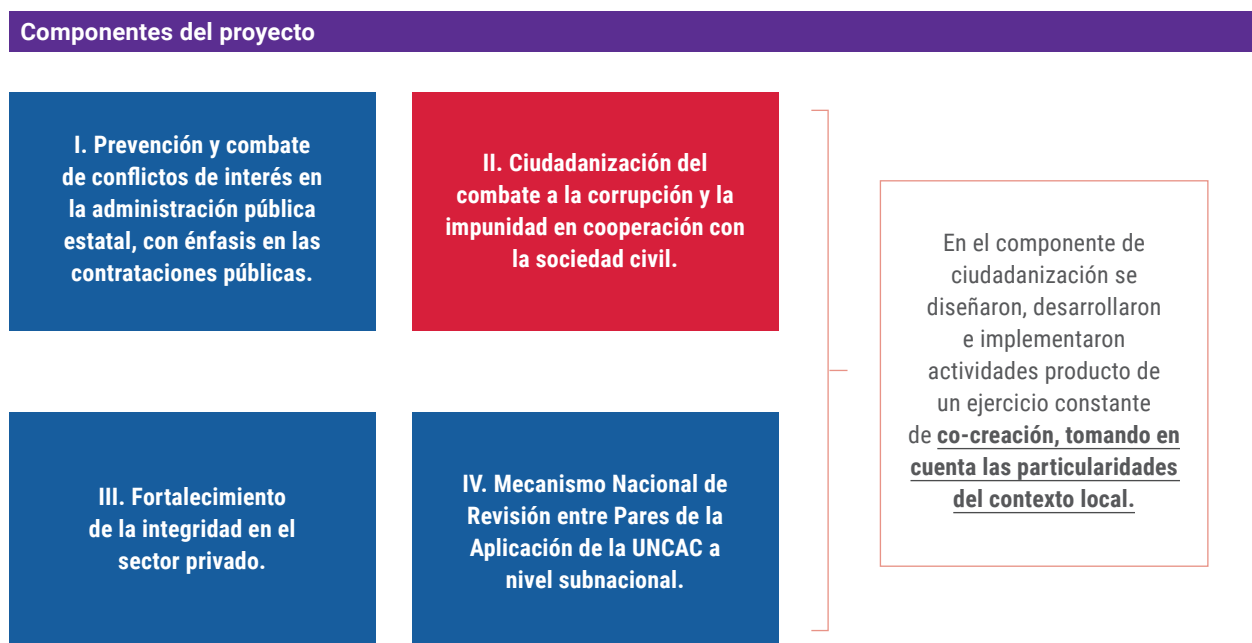 Componentes del proyecto
I. Prevención y combate
de conflictos de interés en
la administración pública
estatal, con énfasis en las
contrataciones públicas.
II. Ciudadanización del
combate a la corrupción y la
impunidad en cooperación con
la sociedad civil.
III. Fortalecimiento
de la integridad en el
sector privado.
IV. Mecanismo Nacional de
Revisión entre Pares de la
Aplicación de la UNCAC a
nivel subnacional.
En el componente de
ciudadanización se
diseñaron, desarrollaron
e implementaron
actividades producto de
un ejercicio constante
de co-creación, tomando en
cuenta las particularidades
del contexto local.